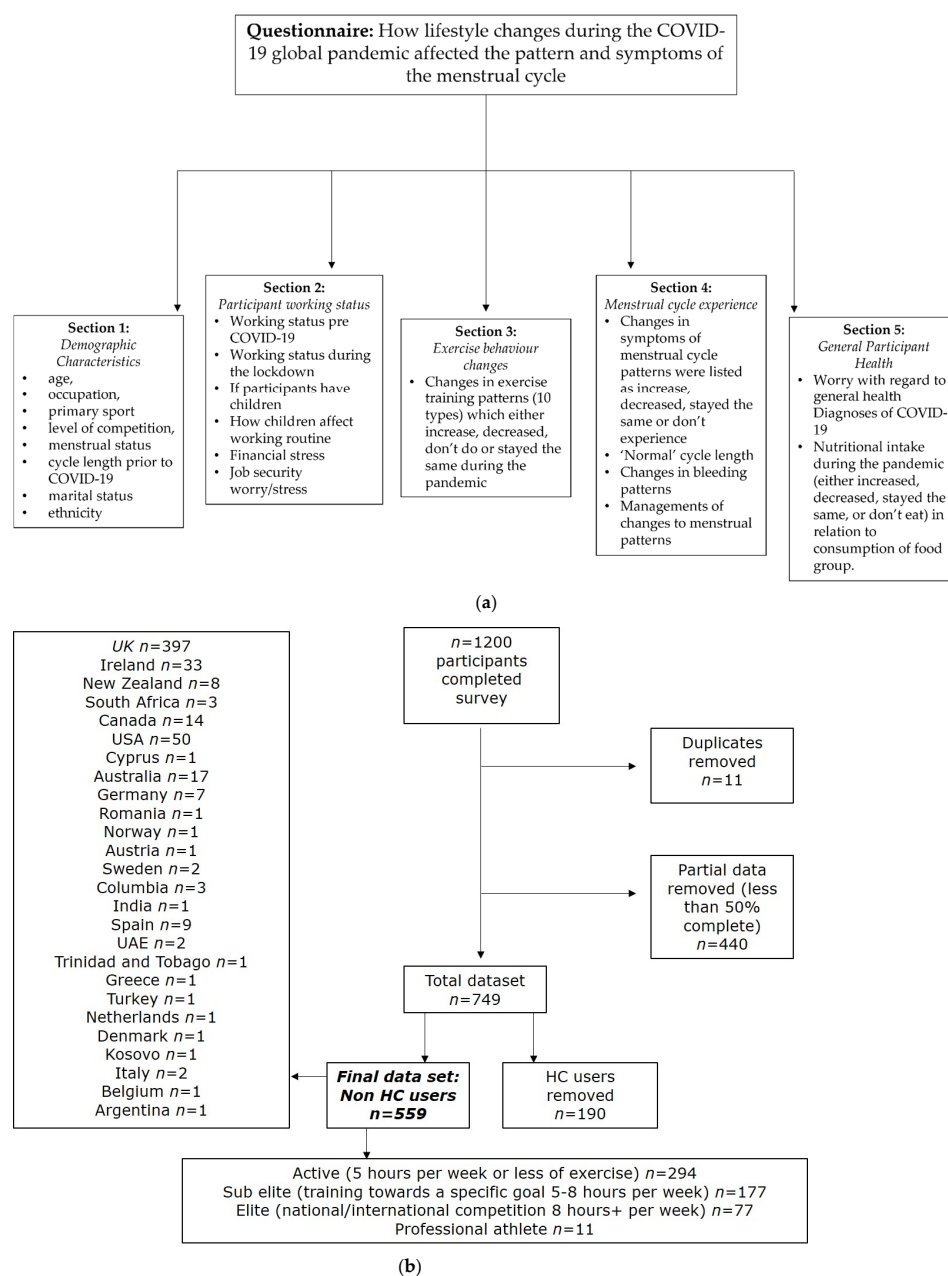 Questionnaire: How lifestyle changes during the COVID-
19 global pandemic affected the pattern and symptoms of
the menstrual cycle
Section 1:
Demographic
Characteristics
• age,
• occupation,
• primary sport
• level of competition,
• menstrual status
• cycle length prior to
COVID-19
• marital status
• ethnicity
Section 2:
Participant working status
• Working status pre
COVID-19
• Working status during
the lockdown
• If participants have
children
• How children affect
working routine
• Financial stress
• Job security
worry/stress
Section 3:
Exercise behaviour
changes
• Changes in exercise
training patterns (10
types) which either
increase, decreased,
don't do or stayed the
same during the
pandemic
Section 4:
Menstrual cycle experience
• Changes in
symptoms of
menstrual cycle
patterns were listed
as increase,
decreased, stayed
the same or don't
experience
• 'Normal' cycle length
• Changes in bleeding
patterns
• Managements of
changes to menstrual
patterns
Section 5:
General Participant
Health
• Worry with regard to
general health
Diagnoses of COVID-
19
• Nutritional intake
during the pandemic
(either increased,
decreased, stayed the
same, or don't eat) in
relation to
consumption of food
group.
(a)
UK n=397
Ireland n=33
New Zealand n=8
South Africa n=3
Canada n=14
USA n=50
Cyprus n=1
Australia n=17
Germany n=7
Romania n=1
Norway n=1
Austria n=1
Sweden n=2
Columbia n=3
India n=1
Spain n=9
UAE n=2
Trinidad and Tobago n=1
Greece n=1
Turkey n=1
Netherlands n=1
Denmark n=1
Kosovo n=1
Italy n=2
Belgium n=1
Argentina n=1
n=1200
participants
completed
survey
Duplicates
removed
n=11
Partial data
removed (less
than 50%
complete)
n=440
Total dataset
n=749
Final data set:
Non HC users
n=559
HC users
removed
n=190
Active (5 hours per week or less of exercise) n=294
Sub elite (training towards a specific goal 5-8 hours per week) n=177
Elite (national/international competition 8 hours+ per week) n=77
Professional athlete n=11
(b)